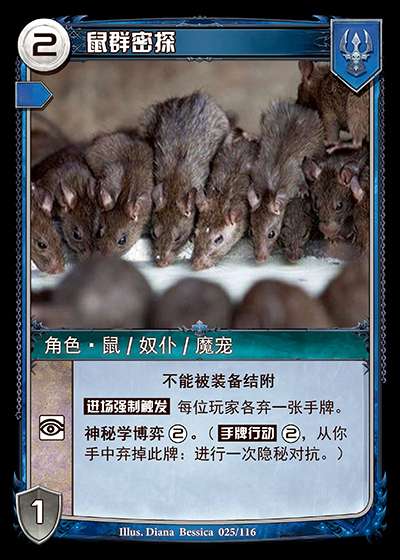 2 鼠群密探
角色·鼠 / 奴仆 / 魔宠
不能被装备结附
进场强制触发 每位玩家各弃一张手牌。
神秘学博弈②。（手牌行动 ②，从你
手中弃掉此牌：进行一次隐秘对抗。）
1
Illus. Diana Bessica 025/116